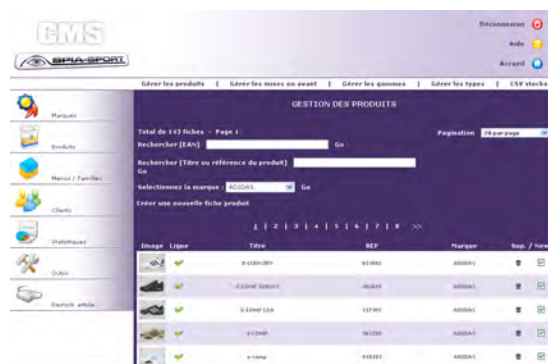 CMS
SPIA-SPORT
Déconnexion
Aide
Accueil
Gérer les produits | Gérer les mises en avant | Gérer les gammes | Gérer les types | CSV stocks
Marques
Produits
Menus / Familles
Clients
Statistiques
Outils
GESTION DES PRODUITS
Total de 143 fiches - Page 1:
Pagination
par page
Rechercher [EAN]
Go
Rechercher [Titre ou référence du produit]
Go
Selectionnez la marque : ADIDAS Go
Créer une nouvelle fiche produit
1 | 2 | 3 | 4 | 5 | 6 | 7 | 8 >>
Image Ligne Titre REF Marque Sup. / New
ADIDAS
ADIDAS
ADIDAS
ADIDAS
ADIDAS